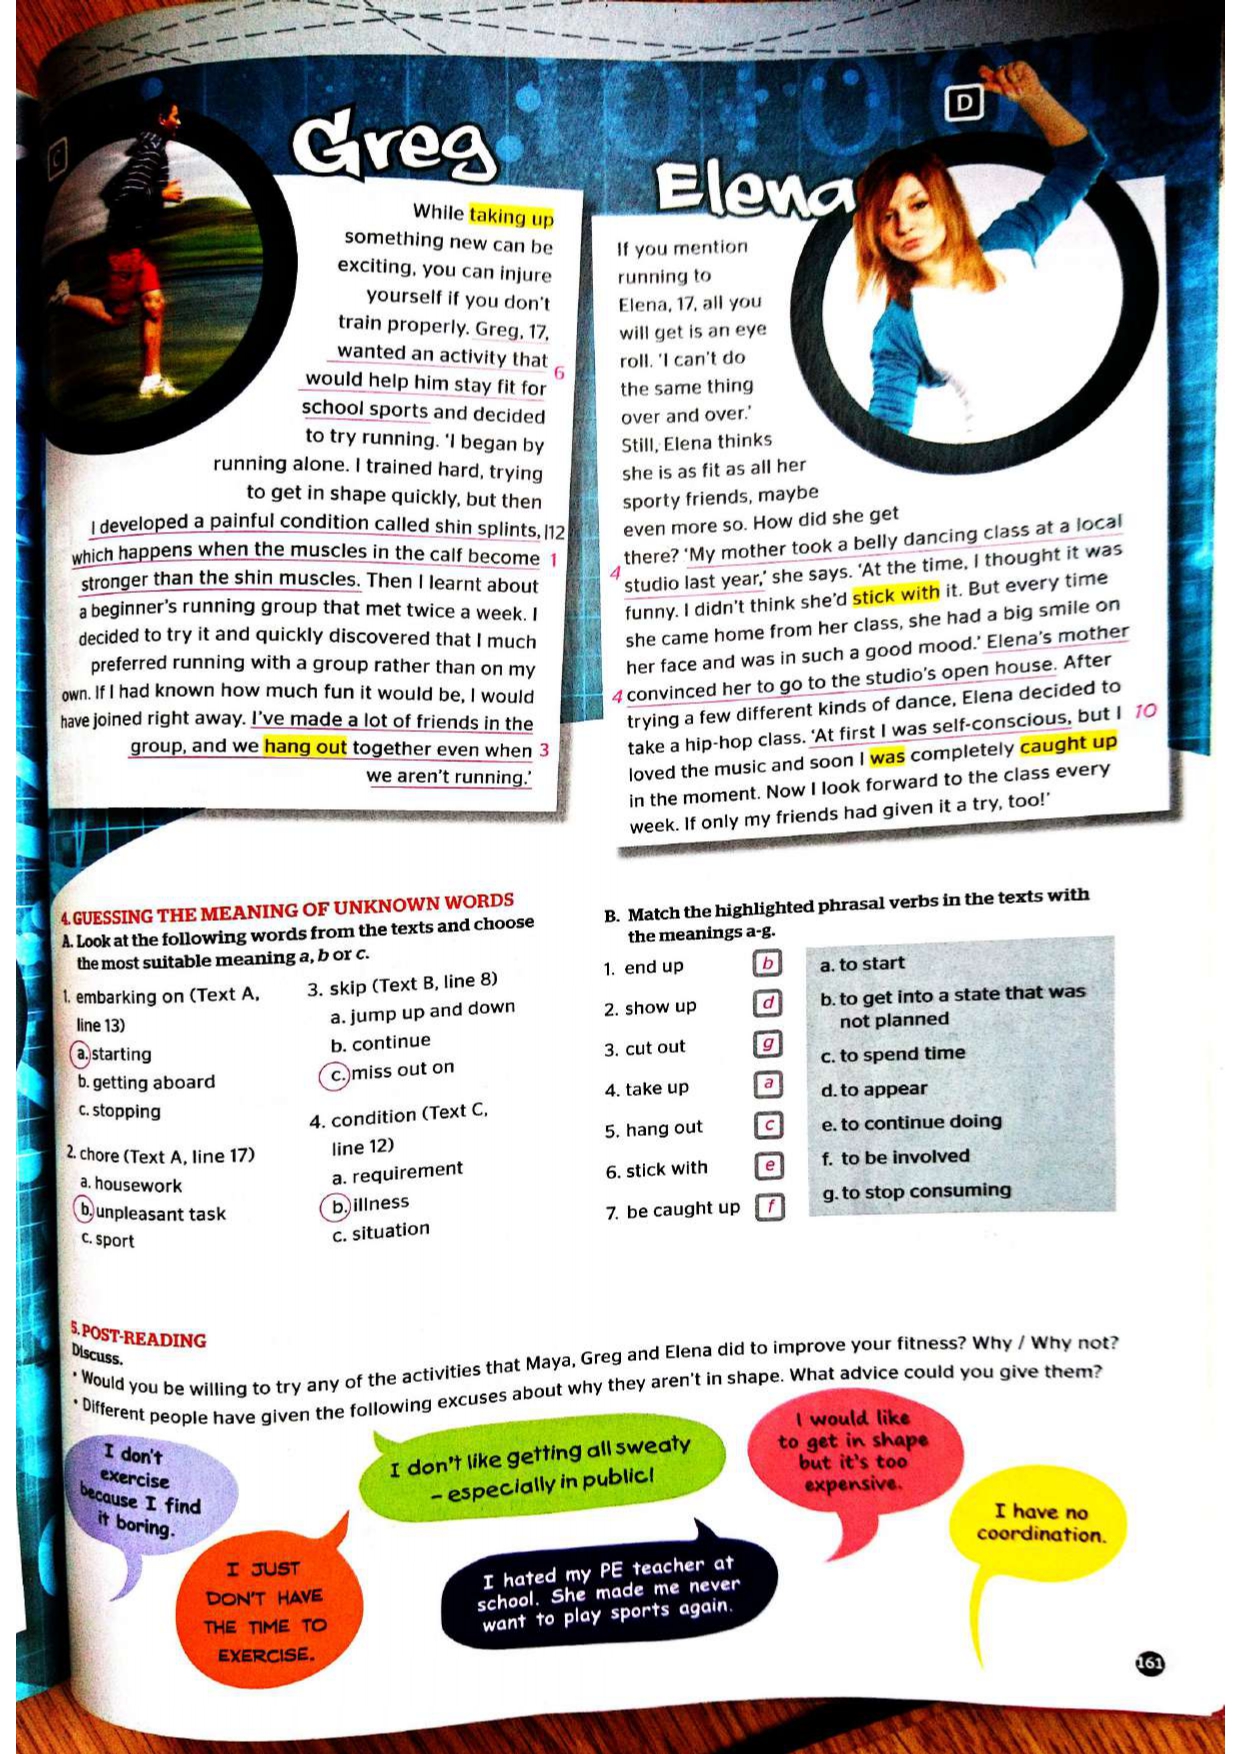 C
Greg
While taking up
something new can be
exciting, you can injure
yourself if you don't
train properly. Greg, 17,
wanted an activity that 6
would help him stay fit for
school sports and decided
to try running. 'I began by
running alone. I trained hard, trying
to get in shape quickly, but then
I developed a painful condition called shin splints, 12
which happens when the muscles in the calf become 1
stronger than the shin muscles. Then I learnt about
a beginner's running group that met twice a week. I
decided to try it and quickly discovered that I much
preferred running with a group rather than on my
own. If I had known how much fun it would be, I would
have joined right away. I've made a lot of friends in the
group, and we hang out together even when 3
we aren't running.'
D
Elena
If you mention
running to
Elena, 17, all you
will get is an eye
roll. 'I can't do
the same thing
over and over.'
Still, Elena thinks
she is as fit as all her
sporty friends, maybe
even more so. How did she get
there? 'My mother took a belly dancing class at a local
4 studio last year,' she says. 'At the time, I thought it was
funny. I didn't think she'd stick with it. But every time
she came home from her class, she had a big smile on
her face and was in such a good mood.' Elena's mother
4 convinced her to go to the studio's open house. After
trying a few different kinds of dance, Elena decided to
take a hip-hop class. 'At first I was self-conscious, but I 10
loved the music and soon I was completely caught up
in the moment. Now I look forward to the class every
week. If only my friends had given it a try, too!'
4. GUESSING THE MEANING OF UNKNOWN WORDS
A. Look at the following words from the texts and choose
the most suitable meaning a, b or c.
1. embarking on (Text A,
line 13)
a. starting
b. getting aboard
c. stopping
2. chore (Text A, line 17)
a. housework
b. unpleasant task
c. sport
3. skip (Text B, line 8)
a. jump up and down
b. continue
c. miss out on
4. condition (Text C,
line 12)
a. requirement
b. illness
c. situation
B. Match the highlighted phrasal verbs in the texts with
the meanings a-g.
1. end up b
2. show up d
3. cut out g
4. take up a
5. hang out c
6. stick with e
7. be caught up f
a. to start
b. to get into a state that was
not planned
c. to spend time
d. to appear
e. to continue doing
f. to be involved
g. to stop consuming
5. POST-READING
Discuss.
• Would you be willing to try any of the activities that Maya, Greg and Elena did to improve your fitness? Why / Why not?
• Different people have given the following excuses about why they aren't in shape. What advice could you give them?
I don't
exercise
because I find
it boring.
I JUST
DON'T HAVE
THE TIME TO
EXERCISE.
I don't like getting all sweaty
– especially in public!
I hated my PE teacher at
school. She made me never
want to play sports again.
I would like
to get in shape
but it's too
expensive.
I have no
coordination.
161